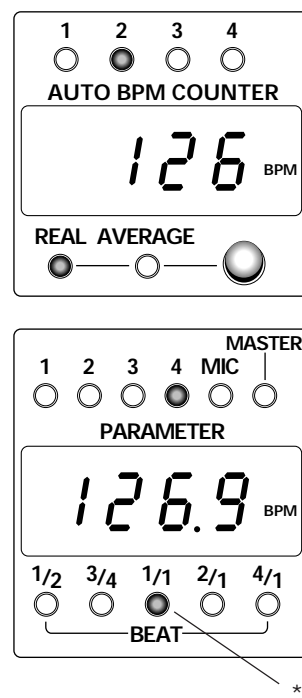 1 2 3 4
AUTO BPM COUNTER
126 BPM
REAL AVERAGE
MASTER
1 2 3 4 MIC
PARAMETER
126.9 BPM
1/2 3/4 1/1 2/1 4/1
BEAT
*